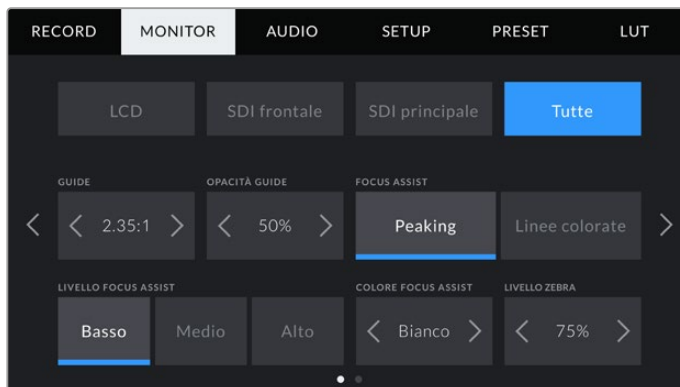 RECORD MONITOR AUDIO SETUP PRESET LUT
LCD SDI frontale SDI principale Tutte
GUIDE OPACITÀ GUIDE FOCUS ASSIST
2.35:1 50% Peaking Linee colorate
LIVELLO FOCUS ASSIST COLORE FOCUS ASSIST LIVELLO ZEBRA
Basso Medio Alto Bianco 75%